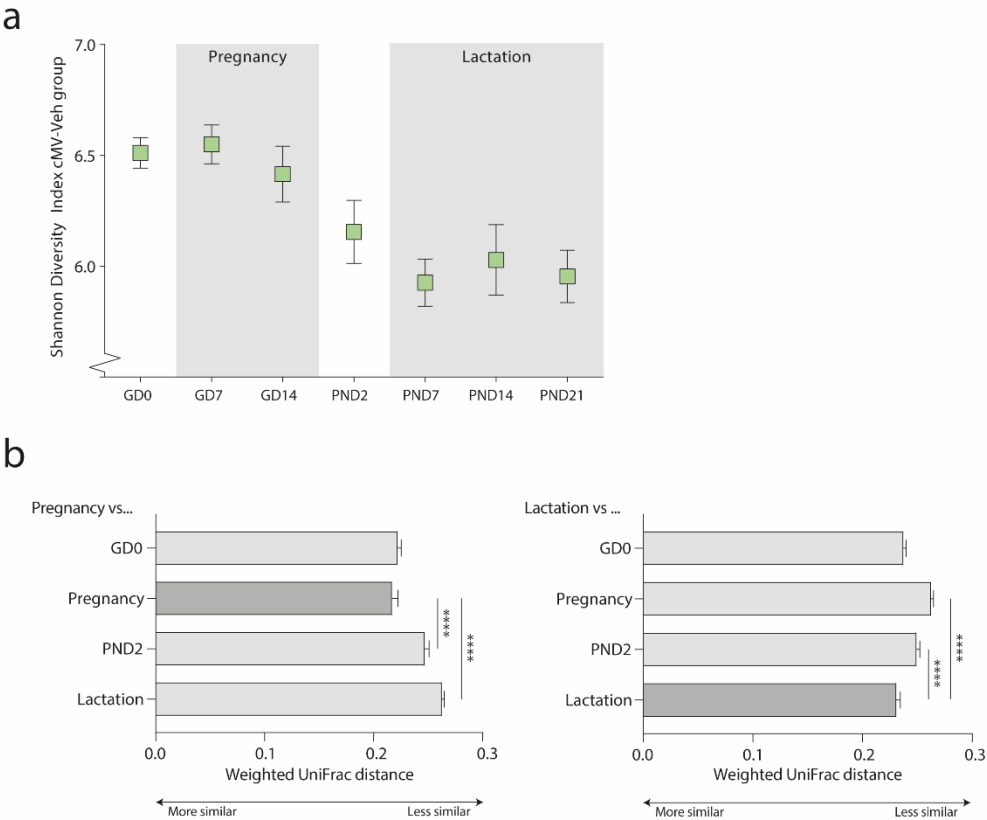 a
7.0
6.5
6.0
Shannon Diversity Index cMV-Veh group
Pregnancy
Lactation
GD0 GD7 GD14 PND2 PND7 PND14 PND21
b
Pregnancy vs...
GD0
Pregnancy
PND2
Lactation
****
****
0.0 0.1 0.2 0.3
Weighted UniFrac distance
More similar Less similar
Lactation vs ...
GD0
Pregnancy
PND2
Lactation
****
****
0.0 0.1 0.2 0.3
Weighted UniFrac distance
More similar Less similar